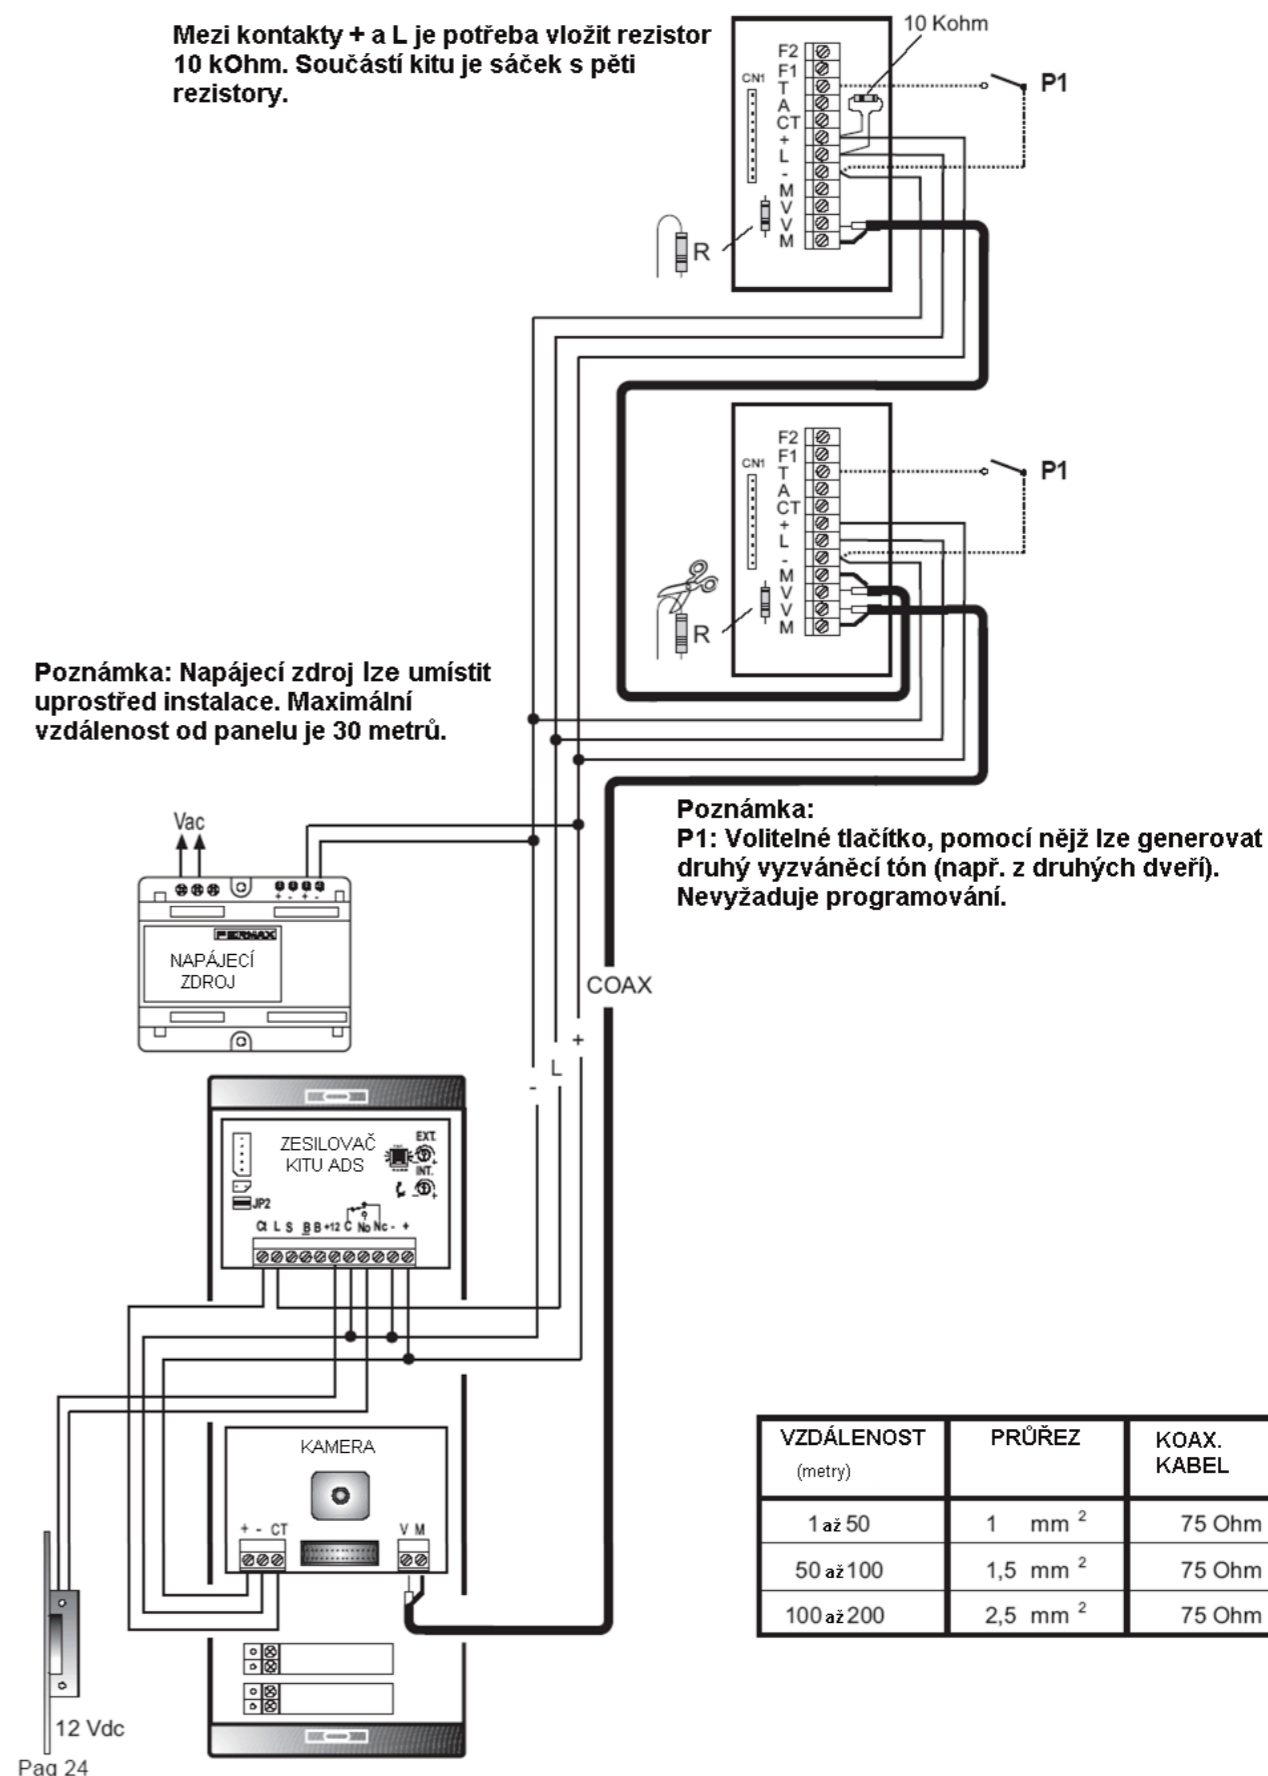 Mezi kontakty + a L je potřeba vložit rezistor
10 kOhm. Součástí kitu je sáček s pěti
rezistory.
10 Kohm
F2
F1
T
A
CT
+
L
-
M
V
V
M
CN1
P1
R
F2
F1
T
A
CT
+
L
-
M
V
V
M
CN1
P1
R
Poznámka: Napájecí zdroj lze umístit
uprostřed instalace. Maximální
vzdálenost od panelu je 30 metrů.
Poznámka:
P1: Volitelné tlačítko, pomocí nějž lze generovat
druhý vyzváněcí tón (např. z druhých dveří).
Nevyžaduje programování.
Vac
+ - + -
FERMAX
NAPÁJECÍ
ZDROJ
COAX
+
L
-
ZESILOVAČ
KITU ADS
EXT.
INT.
JP2
Ct L S B B +12 C No Nc - +
KAMERA
+ - CT
V M
12 Vdc
VZDÁLENOST (metry) PRŮŘEZ KOAX. KABEL
1 až 50 1 mm 2 75 Ohm
50 až 100 1,5 mm 2 75 Ohm
100 až 200 2,5 mm 2 75 Ohm
Pag 24